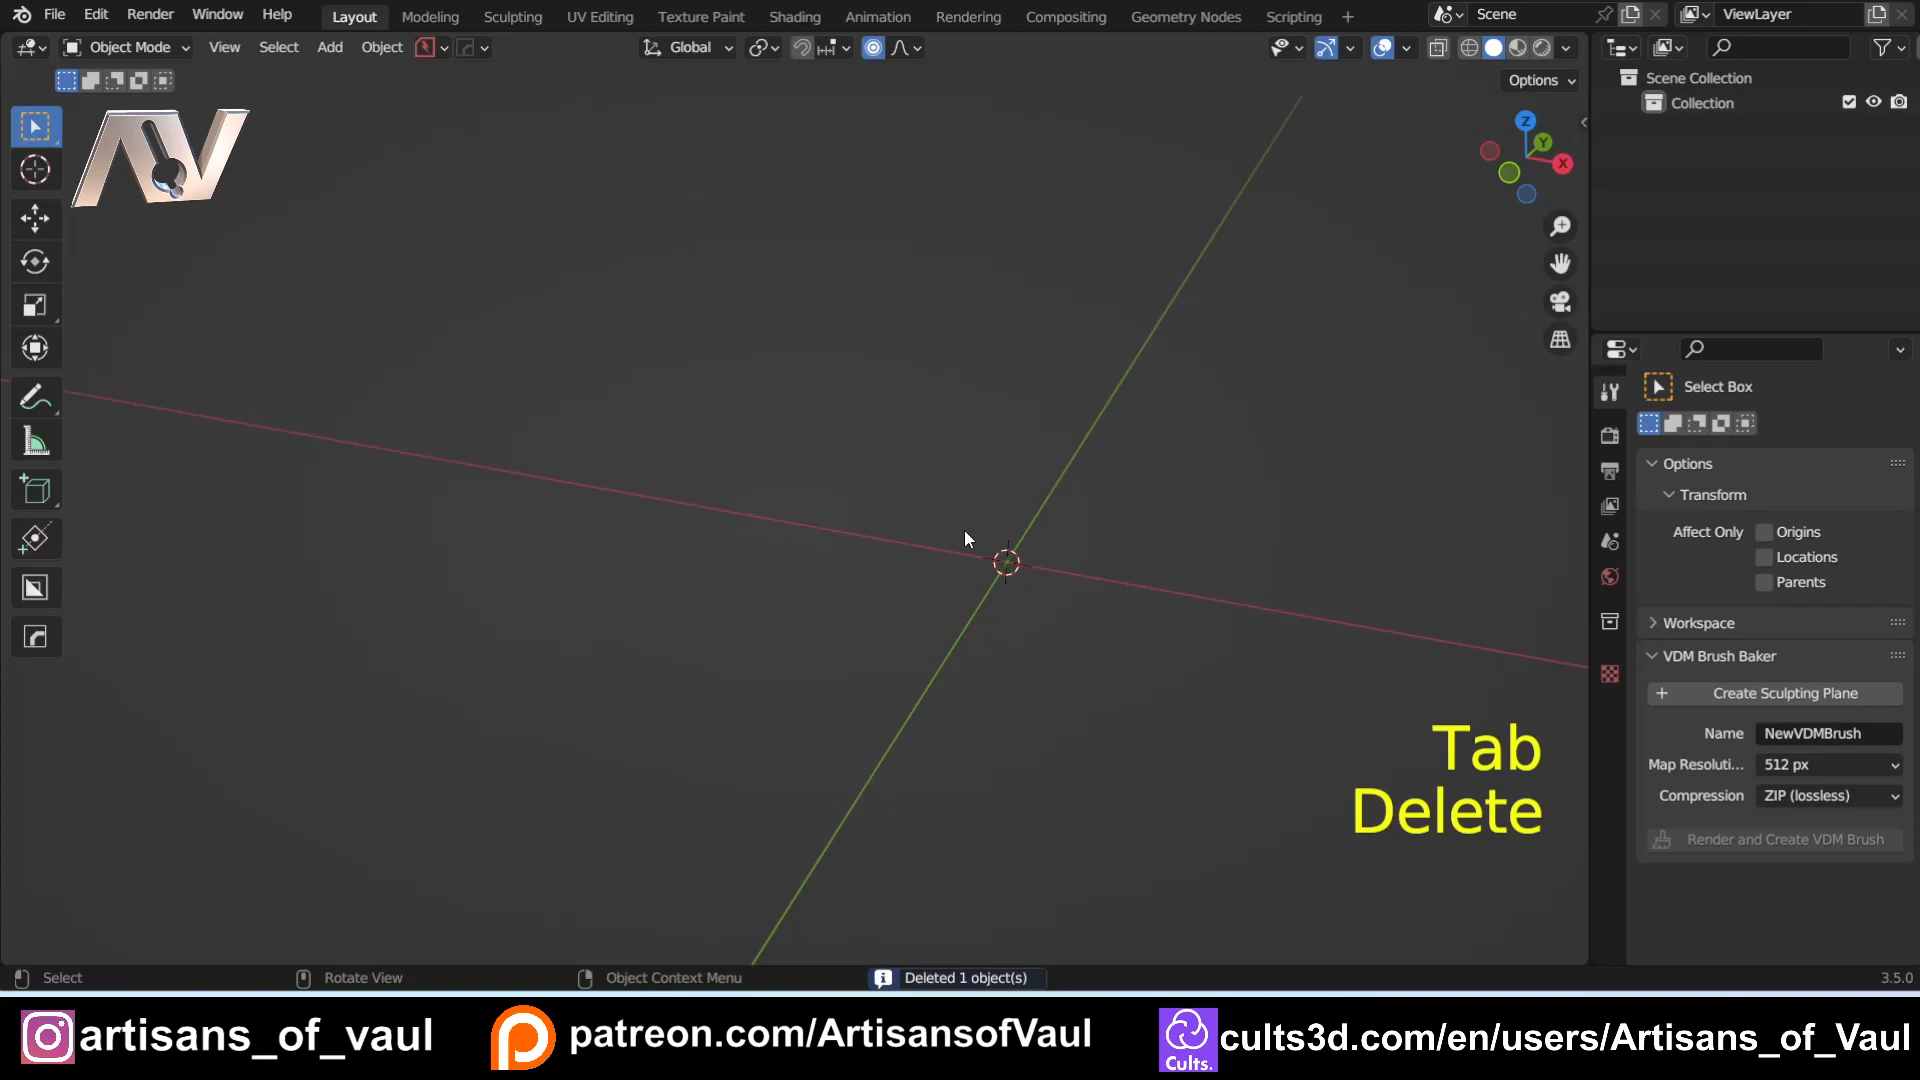 File Edit Render Window Help Layout Modeling Sculpting UV Editing Texture Paint Shading Animation Rendering Compositing Geometry Nodes Scripting + Scene ViewLayer
Object Mode View Select Add Object Global
Options
Scene Collection
Collection
Z
Y
X
AV
Select Box
Options
Transform
Affect Only Origins
Locations
Parents
Workspace
VDM Brush Baker
+ Create Sculpting Plane
Name NewVDMBrush
Map Resoluti... 512 px
Compression ZIP (lossless)
Render and Create VDM Brush
Tab
Delete
Select Rotate View Object Context Menu Deleted 1 object(s) 3.5.0
artisans_of_vaul patreon.com/ArtisansofVaul Cults. cults3d.com/en/users/Artisans_of_Vaul